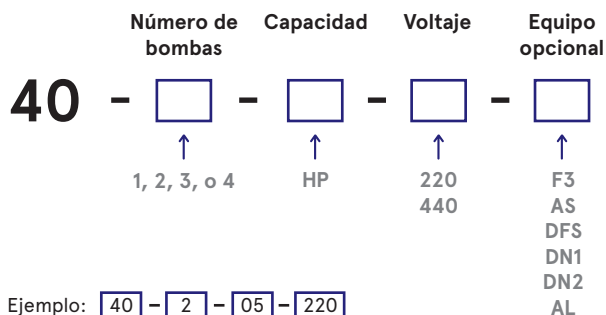 Número de bombas Capacidad Voltaje Equipo opcional
40 - - - -
1, 2, 3, o 4 HP 220 F3
440 AS
DFS
DN1
DN2
Ejemplo: 40 - 2 - 05 - 220 AL